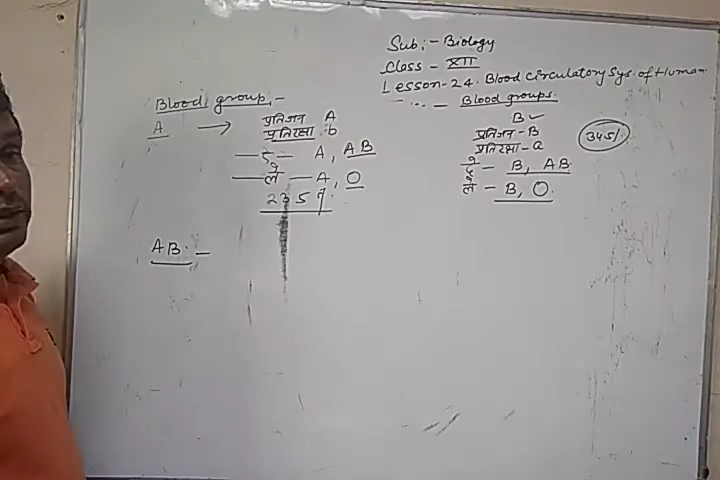 Sub:- Biology
Class - XII
Lesson-24. Blood circulatory Sys. of Human
- Blood groups.
Blood group.-
A → प्रतिजन A
प्रतिरक्षा : b
— दे — A, AB
— ले — A, O
AB. —
B ✓
प्रतिजन - B
प्रतिरक्षा - a
दे — B, AB
ले — B, O.